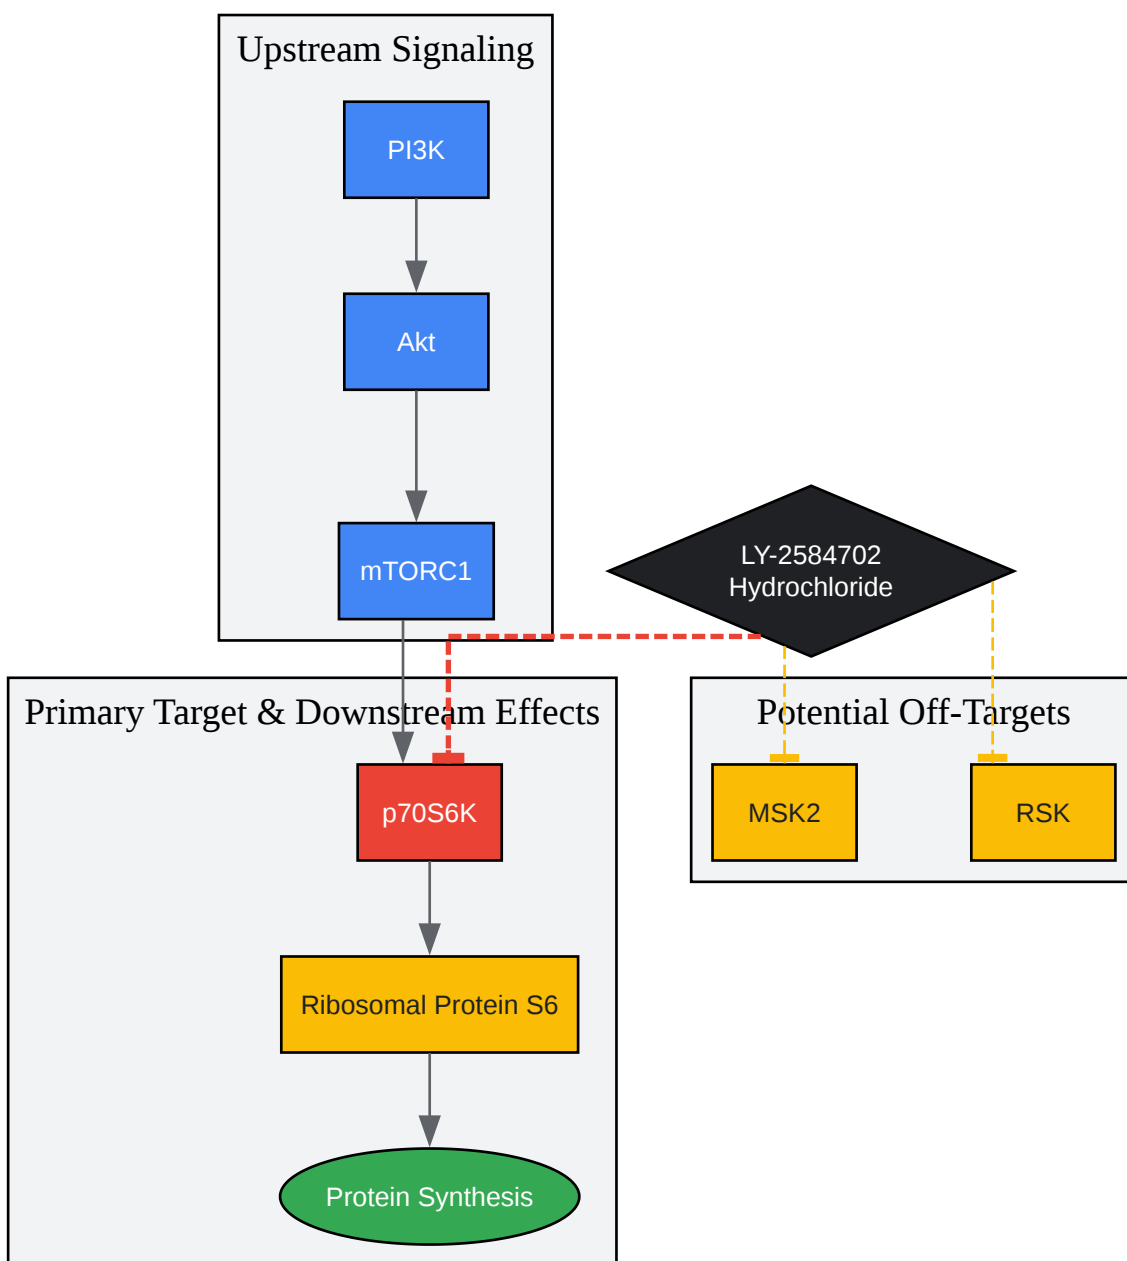 Upstream Signaling
PI3K
Akt
mTORC1
LY-2584702
Hydrochloride
Primary Target & Downstream Effects
Potential Off-Targets
p70S6K
MSK2
RSK
Ribosomal Protein S6
Protein Synthesis